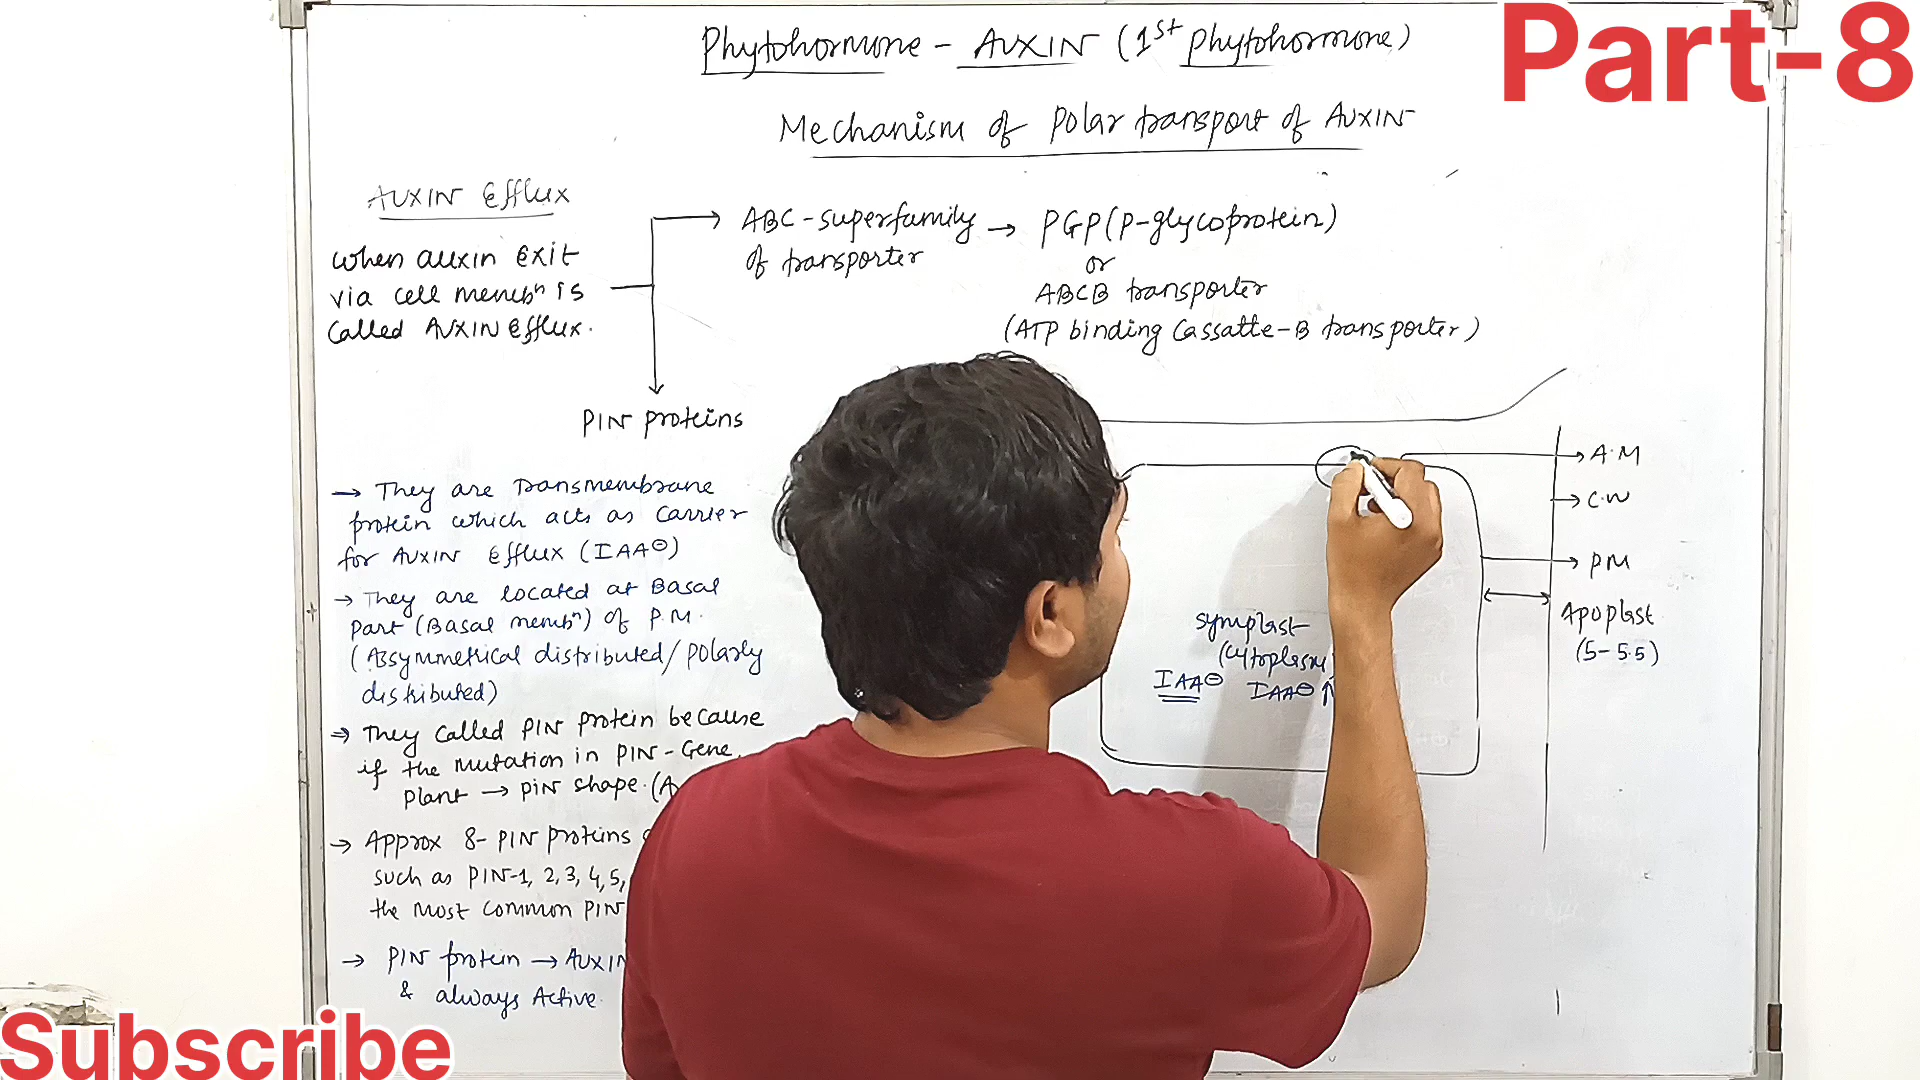 Part-8
Phytohormone - AUXIN (1st phytohormone)
Mechanism of Polar transport of AUXIN
AUXIN Efflux
when auxin exit
via cell membⁿ is
called AUXIN Efflux.
ABC-superfamily
of transporter
→ PGP(P-glycoprotein)
or
ABCB transporter
(ATP binding Cassatte-B transporter)
PIN proteins
→ They are Transmembrane
protein which acts as carrier
for AUXIN Efflux (IAA⊖)
→ They are located at Basal
Part (Basal membⁿ) of P.M.
(Assymmetrical distributed/polarly
distributed)
→ They called PIN protein because
if the mutation in PIN-Gene
plant → PIN shape. (A
→ Approx 8-PIN proteins
such as PIN-1, 2, 3, 4, 5,
the most common PIN
→ PIN protein → AUXIN
& always Active.
→ A.M
→ C.W
→ PM
Apoplast
(5-5.5)
symplast
(cytoplasm
IAA⊖ IAA⊖ ↑
Subscribe